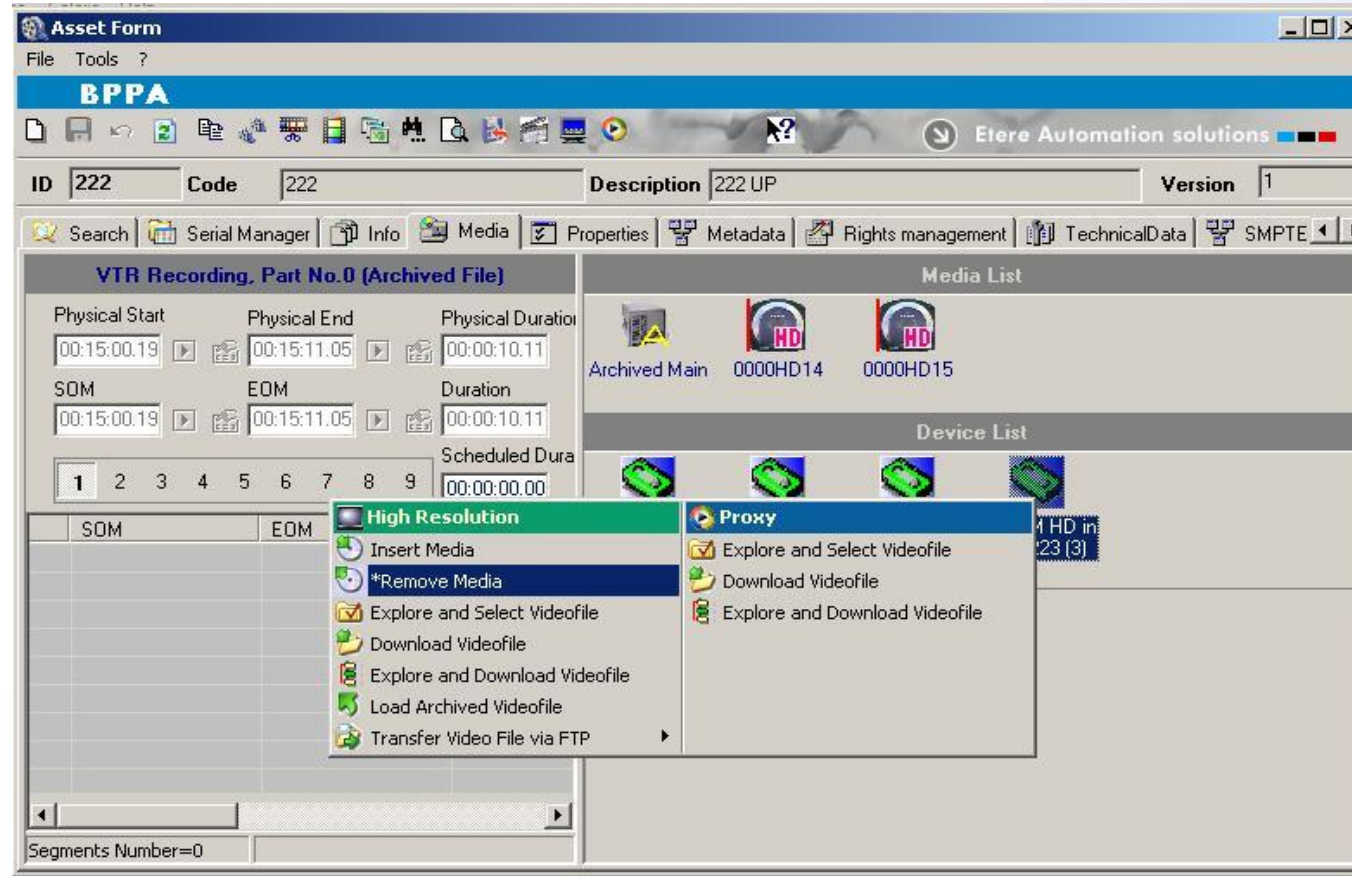 Asset Form
File Tools ?
BPPA
Etere Automation solutions
ID 222 Code 222 Description 222 UP Version 1
Search Serial Manager Info Media Properties Metadata Rights management TechnicalData SMPTE
VTR Recording, Part No.0 (Archived File)
Physical Start Physical End Physical Duration
00:15:00.19 00:15:11.05 00:00:10.11
SOM EOM Duration
00:15:00.19 00:15:11.05 00:00:10.11
Scheduled Dura
1 2 3 4 5 6 7 8 9 00:00:00.00
SOM EOM
Media List
Archived Main 0000HD14 0000HD15
HD HD
Device List
HD in
223 (3)
High Resolution
Insert Media
*Remove Media
Explore and Select Videofile
Download Videofile
Explore and Download Videofile
Load Archived Videofile
Transfer Video File via FTP
Proxy
Explore and Select Videofile
Download Videofile
Explore and Download Videofile
Segments Number=0